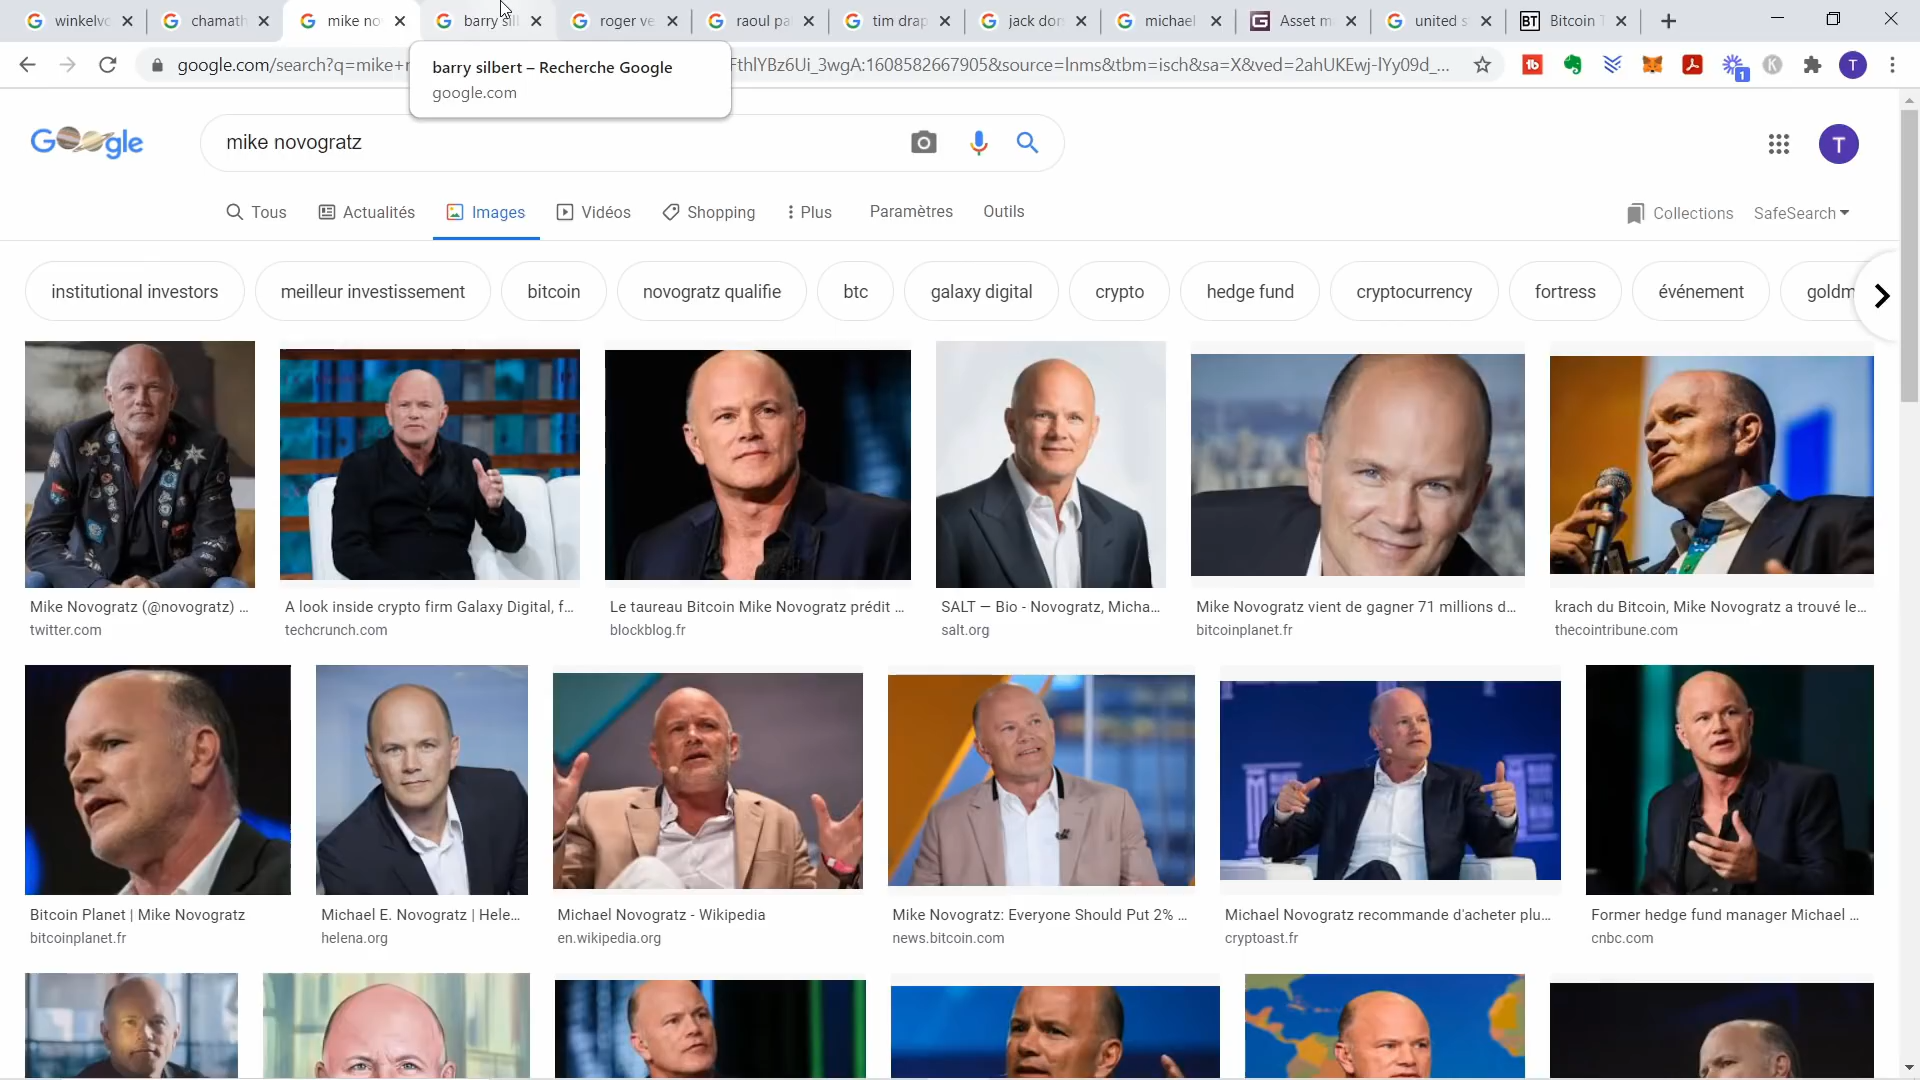 winkelvo
chamath
mike no
barry silb
roger ve
raoul pa
tim drap
jack dor
michael
Asset m
united s
Bitcoin T
google.com/search?q=mike+
FthlYBz6Ui_3wgA:1608582667905&source=lnms&tbm=isch&sa=X&ved=2ahUKEwj-lYy09d_...
barry silbert – Recherche Google
google.com
Google
mike novogratz
T
Tous
Actualités
Images
Vidéos
Shopping
Plus
Paramètres
Outils
Collections
SafeSearch
institutional investors
meilleur investissement
bitcoin
novogratz qualifie
btc
galaxy digital
crypto
hedge fund
cryptocurrency
fortress
événement
goldm
Mike Novogratz (@novogratz) ...
twitter.com
A look inside crypto firm Galaxy Digital, f...
techcrunch.com
Le taureau Bitcoin Mike Novogratz prédit ...
blockblog.fr
SALT — Bio - Novogratz, Micha...
salt.org
Mike Novogratz vient de gagner 71 millions d...
bitcoinplanet.fr
krach du Bitcoin, Mike Novogratz a trouvé le...
thecointribune.com
Bitcoin Planet | Mike Novogratz
bitcoinplanet.fr
Michael E. Novogratz | Hele...
helena.org
Michael Novogratz - Wikipedia
en.wikipedia.org
Mike Novogratz: Everyone Should Put 2% ...
news.bitcoin.com
Michael Novogratz recommande d'acheter plu...
cryptoast.fr
Former hedge fund manager Michael ...
cnbc.com